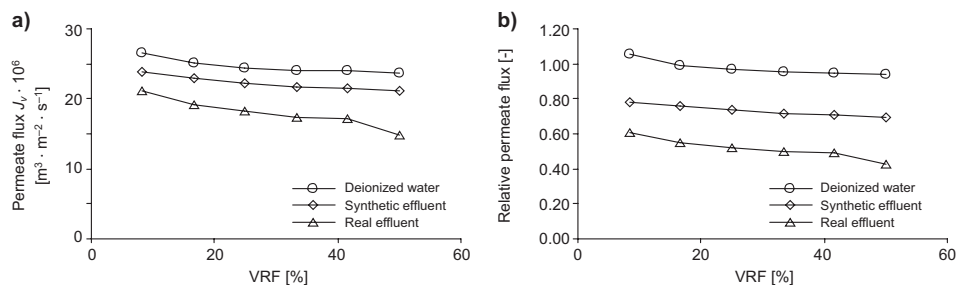 a)
Permeate flux Jᵥ · 10⁶
[m³ · m⁻² · s⁻¹]
30
20
10
0
0
20
40
60
VRF [%]
Deionized water
Synthetic effluent
Real effluent
b)
Relative permeate flux [-]
1.20
1.00
0.80
0.60
0.40
1.20
0.00
0
20
40
60
VRF [%]
Deionized water
Synthetic effluent
Real effluent